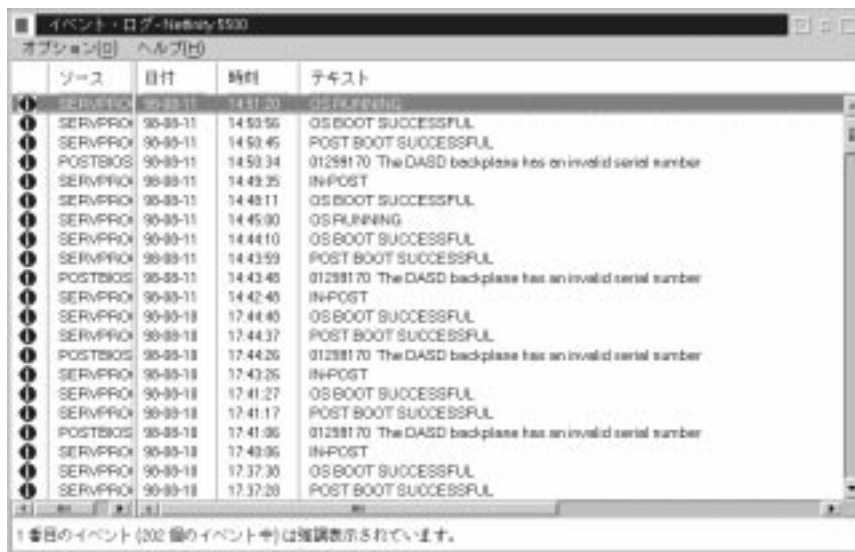 イベント・ログ - Netfinity 5500
オプション(O) ヘルプ(H)
ソース 日付 時刻 テキスト
SERVPRO 98-08-11 14:51:20 OS RUNNING
SERVPRO 98-08-11 14:50:56 OS BOOT SUCCESSFUL
SERVPRO 98-08-11 14:50:45 POST BOOT SUCCESSFUL
POSTBIOS 98-08-11 14:50:34 01299170 The DASD backplane has an invalid serial number
SERVPRO 98-08-11 14:49:35 IN-POST
SERVPRO 98-08-11 14:48:11 OS BOOT SUCCESSFUL
SERVPRO 98-08-11 14:45:00 OS RUNNING
SERVPRO 98-08-11 14:44:10 OS BOOT SUCCESSFUL
SERVPRO 98-08-11 14:43:59 POST BOOT SUCCESSFUL
POSTBIOS 98-08-11 14:43:48 01299170 The DASD backplane has an invalid serial number
SERVPRO 98-08-11 14:42:48 IN-POST
SERVPRO 98-08-10 17:44:48 OS BOOT SUCCESSFUL
SERVPRO 98-08-10 17:44:37 POST BOOT SUCCESSFUL
POSTBIOS 98-08-10 17:44:26 01299170 The DASD backplane has an invalid serial number
SERVPRO 98-08-10 17:43:26 IN-POST
SERVPRO 98-08-10 17:41:27 OS BOOT SUCCESSFUL
SERVPRO 98-08-10 17:41:17 POST BOOT SUCCESSFUL
POSTBIOS 98-08-10 17:41:06 01299170 The DASD backplane has an invalid serial number
SERVPRO 98-08-10 17:40:06 IN-POST
SERVPRO 98-08-10 17:37:38 OS BOOT SUCCESSFUL
SERVPRO 98-08-10 17:37:28 POST BOOT SUCCESSFUL
1 番目のイベント (202 個のイベント中) は強調表示されています。